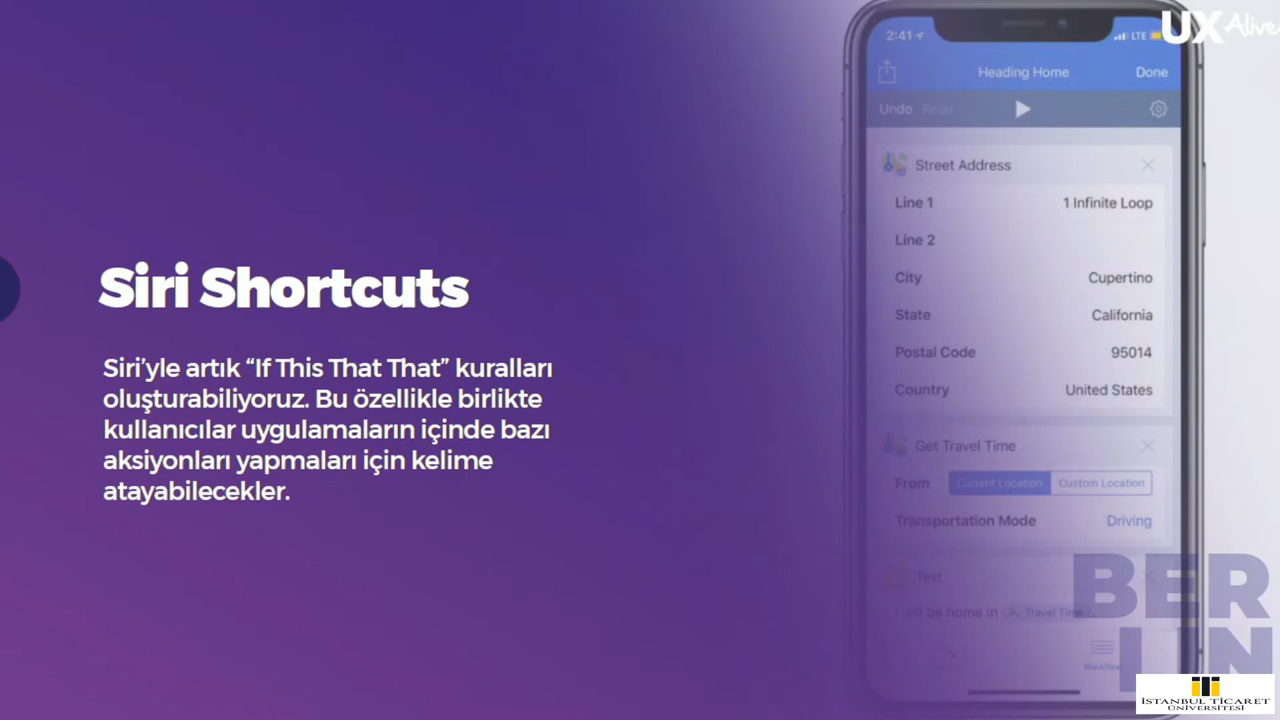 UX Alive
2:41
LTE
Heading Home
Done
Undo Redo
Street Address
Line 1 1 Infinite Loop
Line 2
City Cupertino
State California
Postal Code 95014
Country United States
Get Travel Time
From Current Location Custom Location
Transportation Mode Driving
Text
be home in Travel Time
Workflow
Siri Shortcuts
Siri’yle artık “If This That That” kuralları
oluşturabiliyoruz. Bu özellikle birlikte
kullanıcılar uygulamaların içinde bazı
aksiyonları yapmaları için kelime
atayabilecekler.
BER
LIN
İSTANBUL TİCARET
ÜNİVERSİTESİ